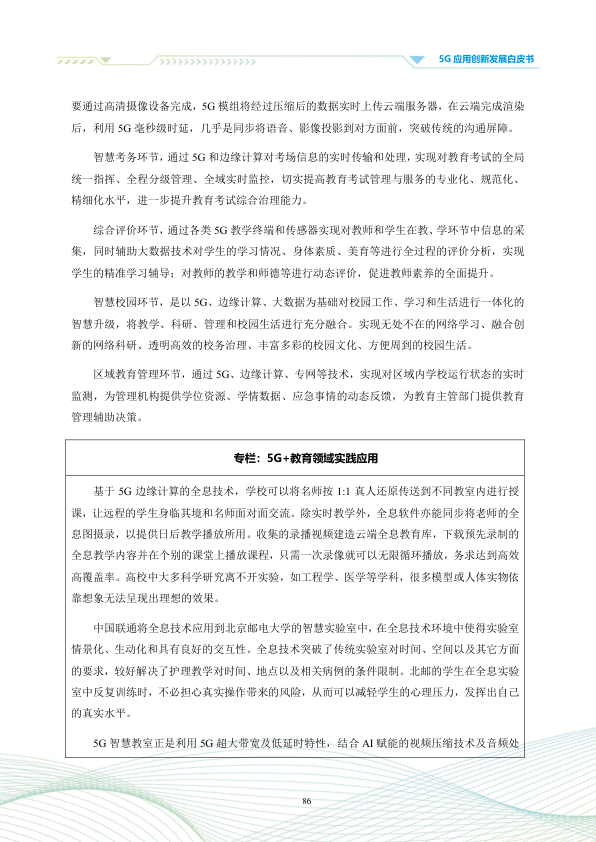 5G 应用创新发展白皮书
要通过高清摄像设备完成，5G 模组将经过压缩后的数据实时上传云端服务器，在云端完成渲染
后，利用 5G 毫秒级时延，几乎是同步将语音、影像投影到对方面前，突破传统的沟通屏障。
智慧考务环节，通过 5G 和边缘计算对考场信息的实时传输和处理，实现对教育考试的全局
统一指挥、全程分级管理、全域实时监控，切实提高教育考试管理与服务的专业化、规范化、
精细化水平，进一步提升教育考试综合治理能力。
综合评价环节，通过各类 5G 教学终端和传感器实现对教师和学生在教、学环节中信息的采
集，同时辅助大数据技术对学生的学习情况、身体素质、美育等进行全过程的评价分析，实现
学生的精准学习辅导；对教师的教学和师德等进行动态评价，促进教师素养的全面提升。
智慧校园环节，是以 5G、边缘计算、大数据为基础对校园工作、学习和生活进行一体化的
智慧升级，将教学、科研、管理和校园生活进行充分融合。实现无处不在的网络学习、融合创
新的网络科研、透明高效的校务治理、丰富多彩的校园文化、方便周到的校园生活。
区域教育管理环节，通过 5G、边缘计算、专网等技术，实现对区域内学校运行状态的实时
监测，为管理机构提供学位资源、学情数据、应急事情的动态反馈，为教育主管部门提供教育
管理辅助决策。
专栏：5G+教育领域实践应用
基于 5G 边缘计算的全息技术，学校可以将名师按 1:1 真人还原传送到不同教室内进行授
课，让远程的学生身临其境和名师面对面交流。除实时教学外，全息软件亦能同步将老师的全
息图摄录，以提供日后教学播放所用。收集的录播视频建造云端全息教育库，下载预先录制的
全息教学内容并在个别的课堂上播放课程，只需一次录像就可以无限循环播放，务求达到高效
高覆盖率。高校中大多科学研究离不开实验，如工程学、医学等学科，很多模型或人体实物依
靠想象无法呈现出理想的效果。
中国联通将全息技术应用到北京邮电大学的智慧实验室中，在全息技术环境中使得实验室
情景化、生动化和具有良好的交互性。全息技术突破了传统实验室对时间、空间以及其它方面
的要求，较好解决了护理教学对时间、地点以及相关病例的条件限制。北邮的学生在全息实验
室中反复训练时，不必担心真实操作带来的风险，从而可以减轻学生的心理压力，发挥出自己
的真实水平。
5G 智慧教室正是利用 5G 超大带宽及低延时特性，结合 AI 赋能的视频压缩技术及音频处
86